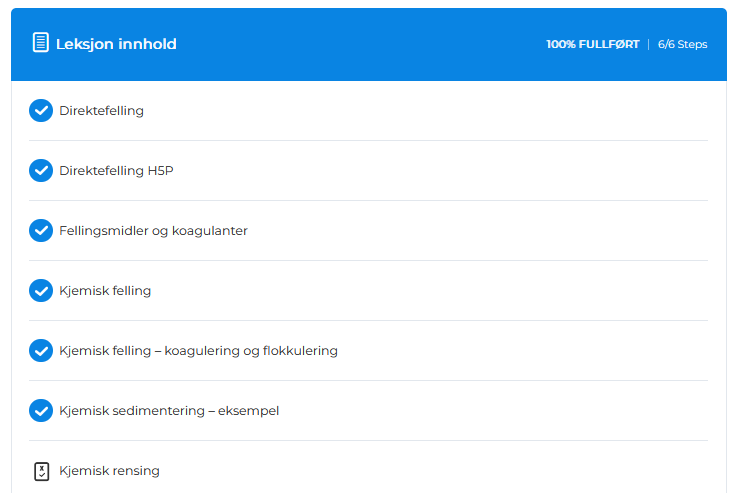 Leksjon innhold
100% FULLFØRT | 6/6 Steps
Direktefelling
Direktefelling H5P
Fellingsmidler og koagulanter
Kjemisk felling
Kjemisk felling – koagulering og flokkulering
Kjemisk sedimentering – eksempel
Kjemisk rensing